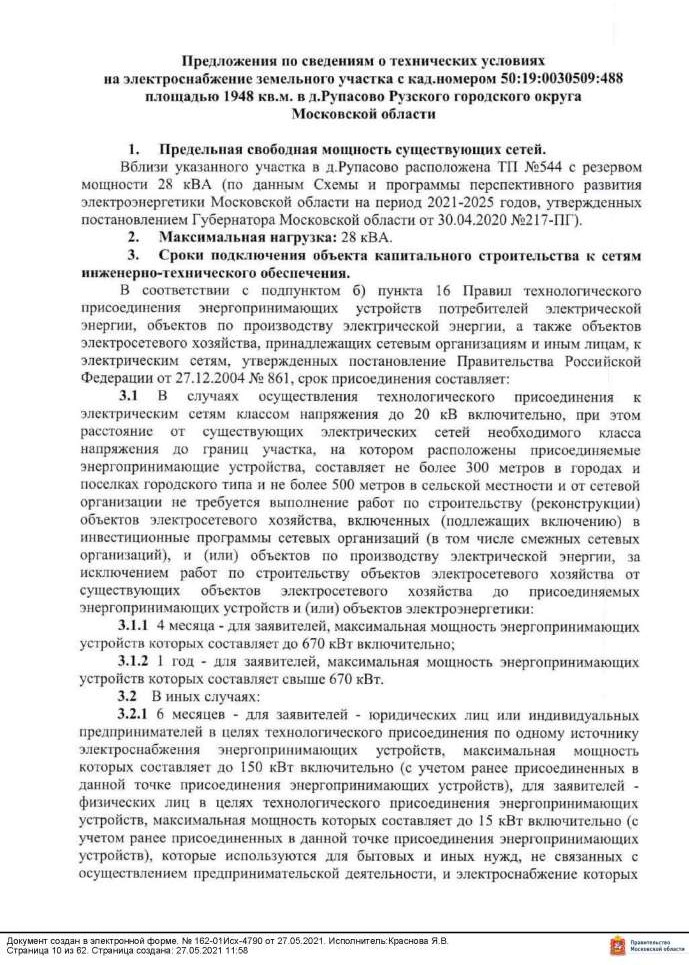 Предложения по сведениям о технических условиях
на электроснабжение земельного участка с кад.номером 50:19:0030509:488
площадью 1948 кв.м. в д.Рупасово Рузского городского округа
Московской области
1. Предельная свободная мощность существующих сетей.
Вблизи указанного участка в д.Рупасово расположена ТП №544 с резервом
мощности 28 кВА (по данным Схемы и программы перспективного развития
электроэнергетики Московской области на период 2021-2025 годов, утвержденных
постановлением Губернатора Московской области от 30.04.2020 №217-ПГ).
2. Максимальная нагрузка: 28 кВА.
3. Сроки подключения объекта капитального строительства к сетям
инженерно-технического обеспечения.
В соответствии с подпунктом б) пункта 16 Правил технологического
присоединения энергопринимающих устройств потребителей электрической
энергии, объектов по производству электрической энергии, а также объектов
электросетевого хозяйства, принадлежащих сетевым организациям и иным лицам, к
электрическим сетям, утвержденных постановление Правительства Российской
Федерации от 27.12.2004 № 861, срок присоединения составляет:
3.1 В случаях осуществления технологического присоединения к
электрическим сетям классом напряжения до 20 кВ включительно, при этом
расстояние от существующих электрических сетей необходимого класса
напряжения до границ участка, на котором расположены присоединяемые
энергопринимающие устройства, составляет не более 300 метров в городах и
поселках городского типа и не более 500 метров в сельской местности и от сетевой
организации не требуется выполнение работ по строительству (реконструкции)
объектов электросетевого хозяйства, включенных (подлежащих включению) в
инвестиционные программы сетевых организаций (в том числе смежных сетевых
организаций), и (или) объектов по производству электрической энергии, за
исключением работ по строительству объектов электросетевого хозяйства от
существующих объектов электросетевого хозяйства до присоединяемых
энергопринимающих устройств и (или) объектов электроэнергетики:
3.1.1 4 месяца - для заявителей, максимальная мощность энергопринимающих
устройств которых составляет до 670 кВт включительно;
3.1.2 1 год - для заявителей, максимальная мощность энергопринимающих
устройств которых составляет свыше 670 кВт.
3.2 В иных случаях:
3.2.1 6 месяцев - для заявителей - юридических лиц или индивидуальных
предпринимателей в целях технологического присоединения по одному источнику
электроснабжения энергопринимающих устройств, максимальная мощность
которых составляет до 150 кВт включительно (с учетом ранее присоединенных в
данной точке присоединения энергопринимающих устройств), для заявителей -
физических лиц в целях технологического присоединения энергопринимающих
устройств, максимальная мощность которых составляет до 15 кВт включительно (с
учетом ранее присоединенных в данной точке присоединения энергопринимающих
устройств), которые используются для бытовых и иных нужд, не связанных с
осуществлением предпринимательской деятельности, и электроснабжение которых
Документ создан в электронной форме. № 162-01Исх-4790 от 27.05.2021. Исполнитель:Краснова Я.В.
Страница 10 из 62. Страница создана: 27.05.2021 11:58
Правительство
Московской области